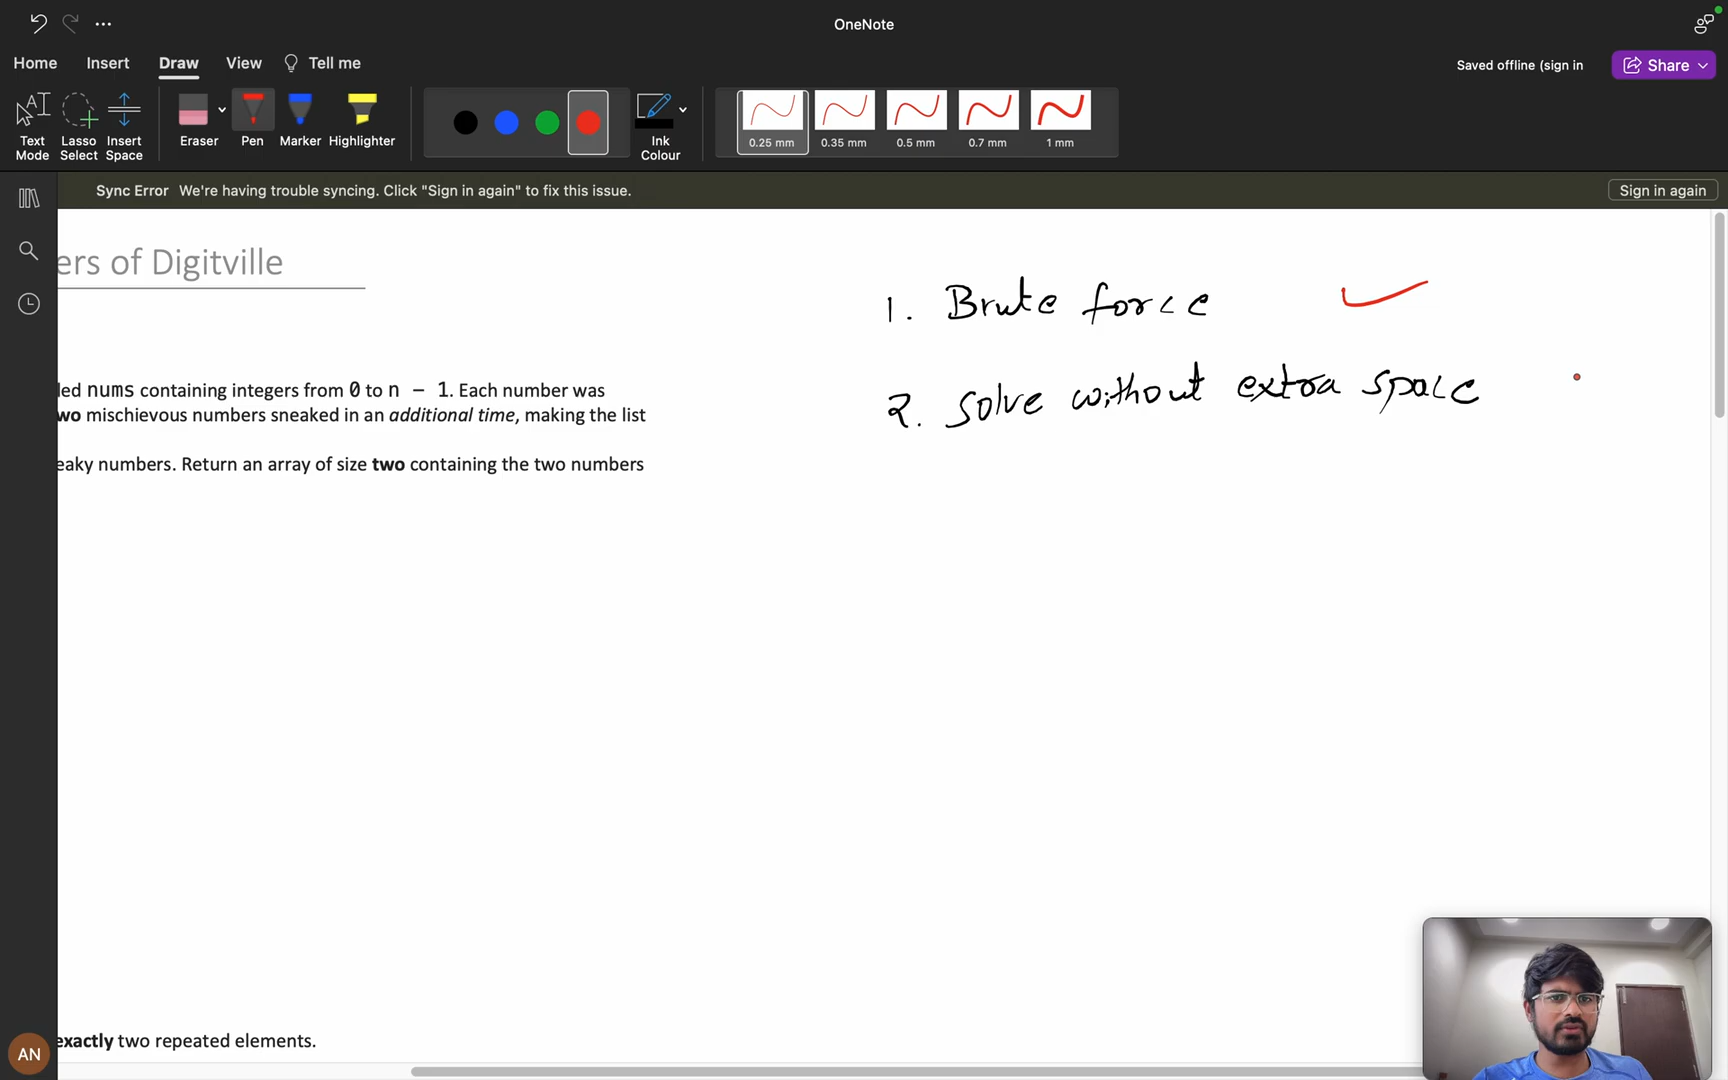 OneNote
Home Insert Draw View Tell me
Saved offline (sign in
Share
Text Mode
Lasso Select
Insert Space
Eraser
Pen
Marker
Highlighter
Ink Colour
0.25 mm
0.35 mm
0.5 mm
0.7 mm
1 mm
Sync Error We're having trouble syncing. Click "Sign in again" to fix this issue.
Sign in again
ers of Digitville
1. Brute force
led nums containing integers from 0 to n - 1. Each number was
2. Solve without extra space
wo mischievous numbers sneaked in an additional time, making the list
eaky numbers. Return an array of size two containing the two numbers
exactly two repeated elements.
AN